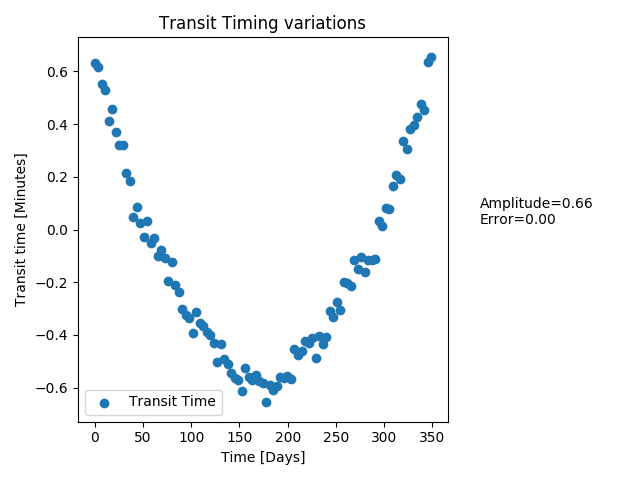 Transit Timing variations
Transit time [Minutes]
0.6
0.4
0.2
0.0
−0.2
−0.4
−0.6
Amplitude=0.66
Error=0.00
Transit Time
0
50
100
150
200
250
300
350
Time [Days]